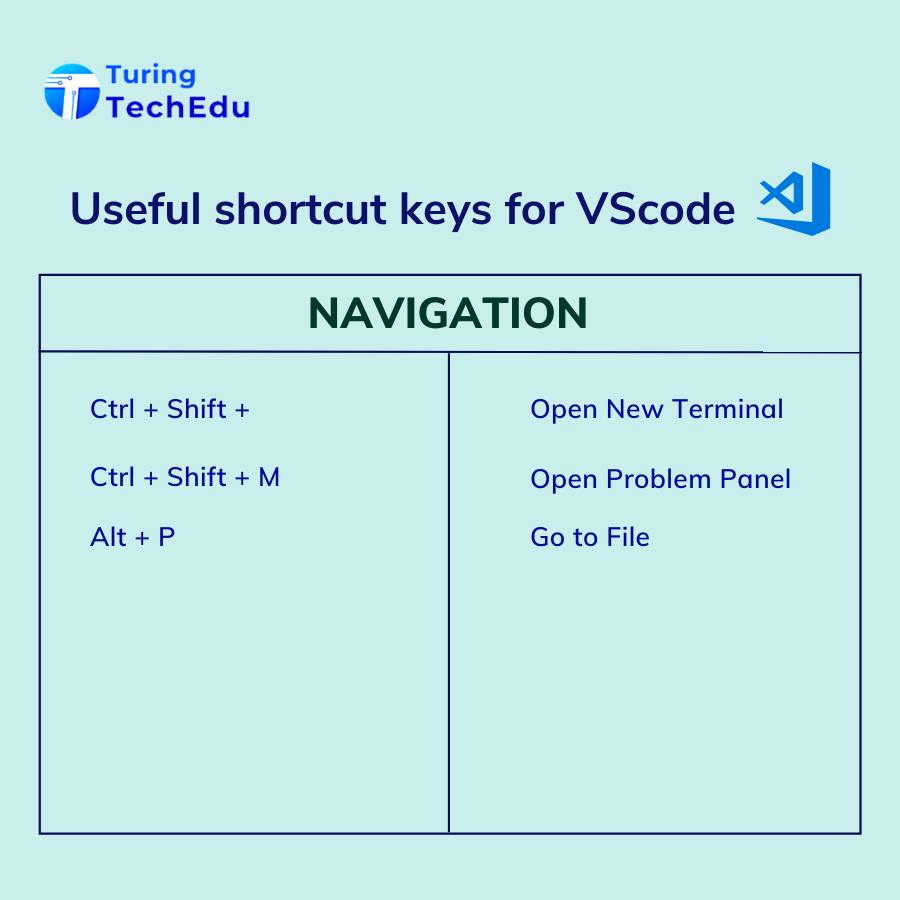 Turing
TechEdu
Useful shortcut keys for VScode
NAVIGATION
Ctrl + Shift + Open New Terminal
Ctrl + Shift + M Open Problem Panel
Alt + P Go to File